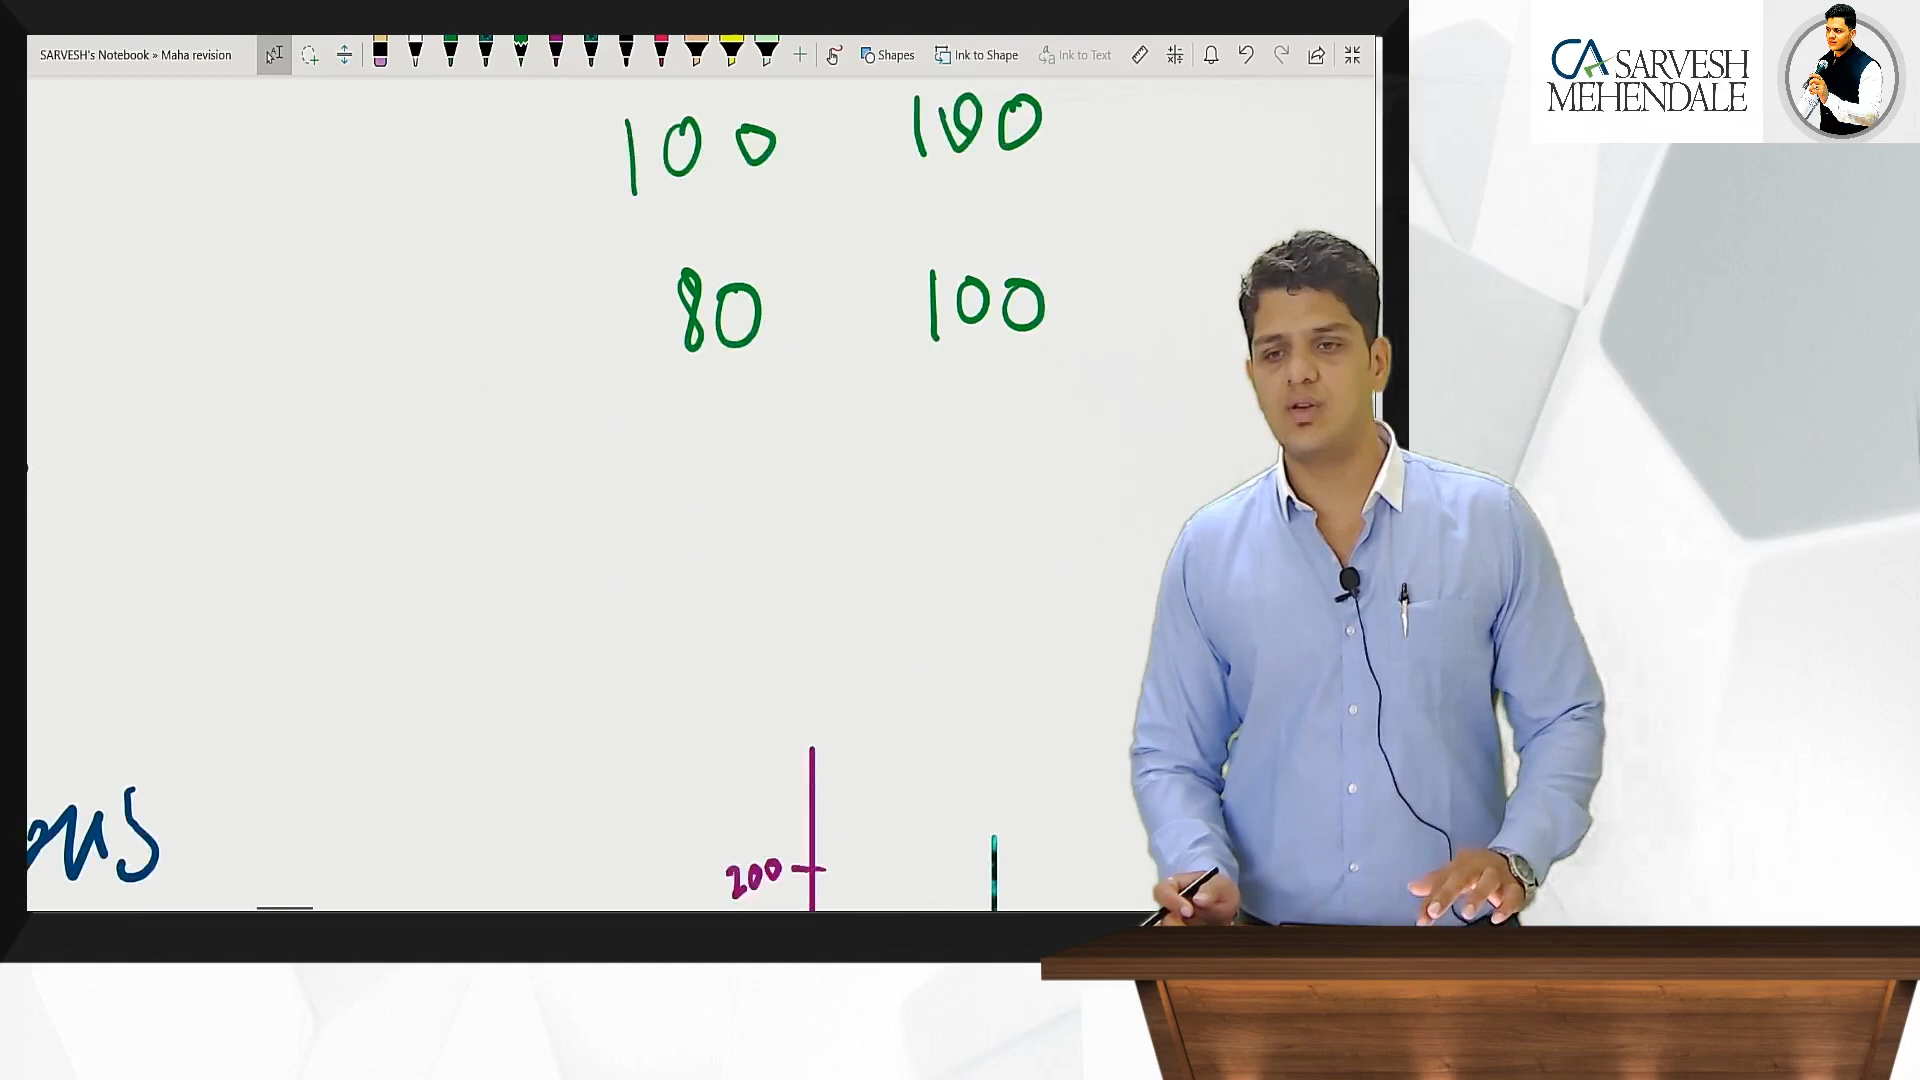 SARVESH's Notebook » Maha revision
Shapes
Ink to Shape
Ink to Text
CA SARVESH
MEHENDALE
100 100
80 100
200